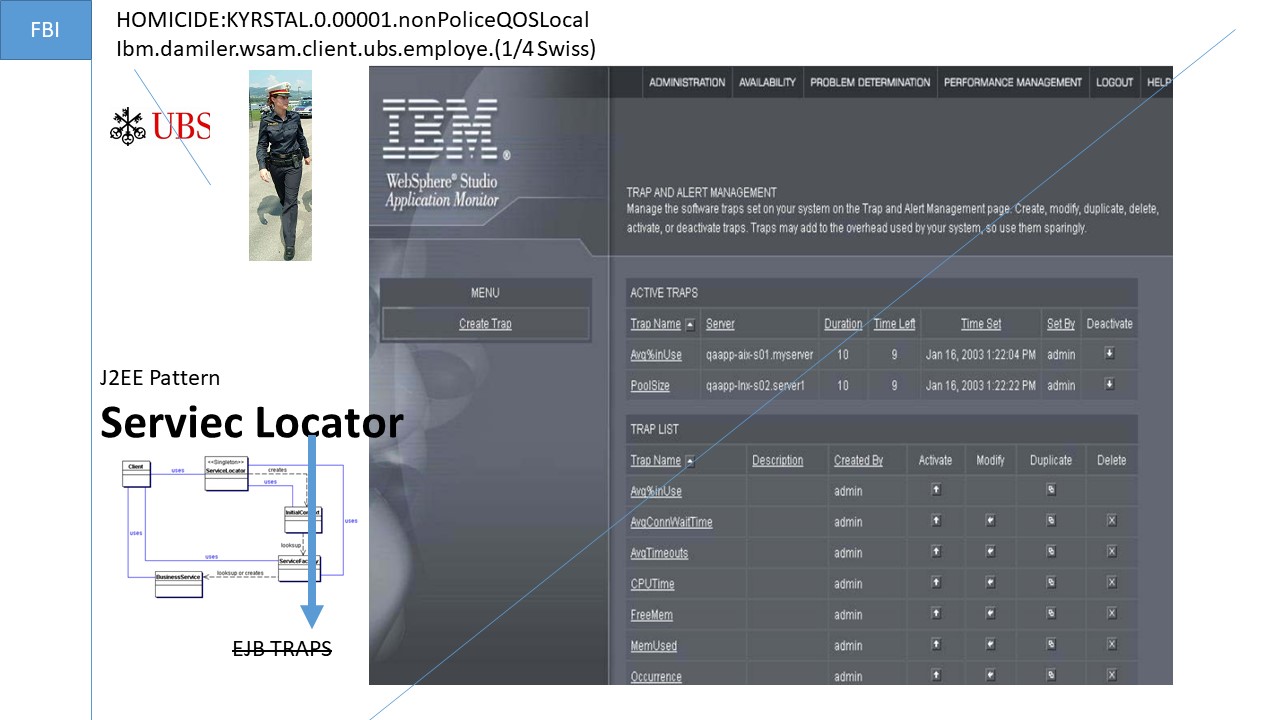 FBI
HOMICIDE:KYRSTAL.0.00001.nonPoliceQOSLocal
Ibm.damiler.wsam.client.ubs.employe.(1/4 Swiss)
UBS
IBM®
WebSphere® Studio
Application Monitor
ADMINISTRATION AVAILABILITY PROBLEM DETERMINATION PERFORMANCE MANAGEMENT LOGOUT HELP
TRAP AND ALERT MANAGEMENT
Manage the software traps set on your system on the Trap and Alert Management page. Create, modify, duplicate, delete,
activate, or deactivate traps. Traps may add to the overhead used by your system, so use them sparingly.
MENU
Create Trap
ACTIVE TRAPS
Trap Name Server Duration Time Left Time Set Set By Deactivate
Avg%inUse qaapp-aix-s01.myserver 10 9 Jan 16, 2003 1:22:04 PM admin
PoolSize qaapp-lnx-s02.server1 10 9 Jan 16, 2003 1:22:22 PM admin
TRAP LIST
Trap Name Description Created By Activate Modify Duplicate Delete
Avg%inUse admin
AvgConnWaitTime admin
AvgTimeouts admin
CPUTime admin
FreeMem admin
MemUsed admin
Occurrence admin
J2EE Pattern
Serviec Locator
Client
uses
<<Singleton>>
ServiceLocator
creates
uses
uses
uses
lookup
uses
BusinessService
lookup or creates
EJB TRAPS